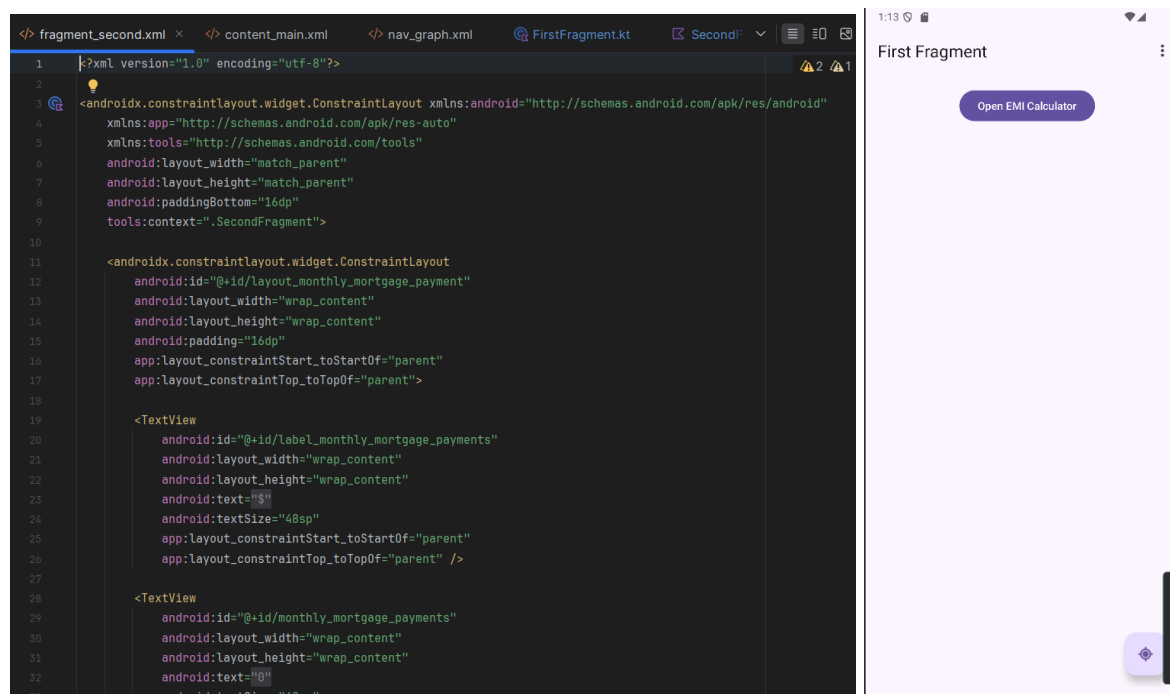 fragment_second.xml
content_main.xml
nav_graph.xml
FirstFragment.kt
SecondF
1 <?xml version="1.0" encoding="utf-8"?>
2 1
2
3 <androidx.constraintlayout.widget.ConstraintLayout xmlns:android="http://schemas.android.com/apk/res/android"
4 xmlns:app="http://schemas.android.com/apk/res-auto"
5 xmlns:tools="http://schemas.android.com/tools"
6 android:layout_width="match_parent"
7 android:layout_height="match_parent"
8 android:paddingBottom="16dp"
9 tools:context=".SecondFragment">
10
11 <androidx.constraintlayout.widget.ConstraintLayout
12 android:id="@+id/layout_monthly_mortgage_payment"
13 android:layout_width="wrap_content"
14 android:layout_height="wrap_content"
15 android:padding="16dp"
16 app:layout_constraintStart_toStartOf="parent"
17 app:layout_constraintTop_toTopOf="parent">
18
19 <TextView
20 android:id="@+id/label_monthly_mortgage_payments"
21 android:layout_width="wrap_content"
22 android:layout_height="wrap_content"
23 android:text="$"
24 android:textSize="48sp"
25 app:layout_constraintStart_toStartOf="parent"
26 app:layout_constraintTop_toTopOf="parent" />
27
28 <TextView
29 android:id="@+id/monthly_mortgage_payments"
30 android:layout_width="wrap_content"
31 android:layout_height="wrap_content"
32 android:text="0"
1:13
First Fragment
Open EMI Calculator